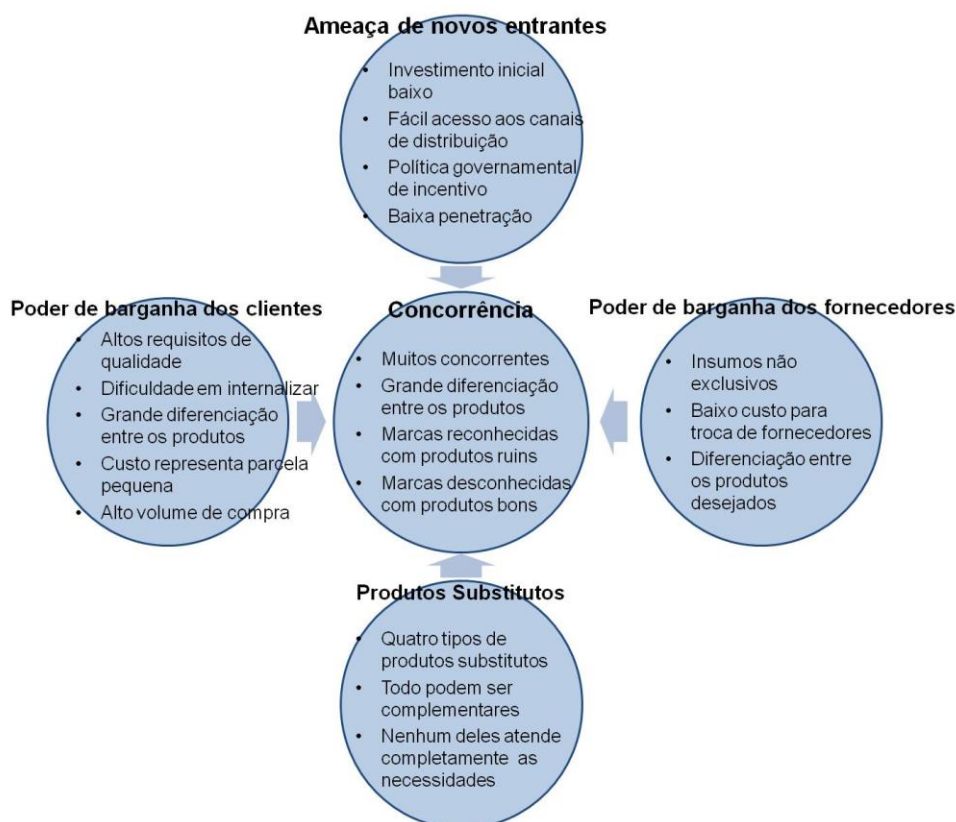 Ameaça de novos entrantes
• Investimento inicial
baixo
• Fácil acesso aos canais
de distribuição
• Política governamental
de incentivo
• Baixa penetração
Poder de barganha dos clientes
• Altos requisitos de
qualidade
• Dificuldade em internalizar
• Grande diferenciação
entre os produtos
• Custo representa parcela
pequena
• Alto volume de compra
Concorrência
• Muitos concorrentes
• Grande diferenciação
entre os produtos
• Marcas reconhecidas
com produtos ruins
• Marcas desconhecidas
com produtos bons
Poder de barganha dos fornecedores
• Insumos não
exclusivos
• Baixo custo para
troca de fornecedores
• Diferenciação entre
os produtos
desejados
Produtos Substitutos
• Quatro tipos de
produtos substitutos
• Todo podem ser
complementares
• Nenhum deles atende
completamente as
necessidades